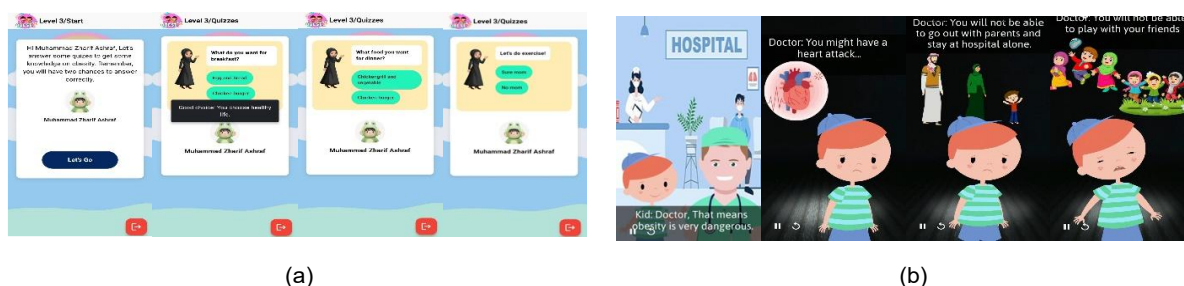 Level 3/Start
Hi Muhammad Zharif Ashraf, Let's
answer some quizzes to get some
knowledge on obesity. Remember,
you will have two chances to answer
correctly.
Muhammad Zharif Ashraf
Let's Go
Level 3/Quizzes
What do you want for
breakfast?
Chicken burger
Good choice! You choose healthy
life.
Muhammad Zharif Ashraf
Level 3/Quizzes
What food you want
for dinner?
Chicken grill and
vegetable
Chicken burger
Muhammad Zharif Ashraf
Level 3/Quizzes
Let's do exercise!
Sure mom
No mom
Muhammad Zharif Ashraf
(a)
HOSPITAL
Kid: Doctor, That means
obesity is very dangerous.
Doctor: You might have a
heart attack...
Doctor: You will not be able
to go out with parents and
stay at hospital alone.
Doctor: You will not be able
to play with your friends
(b)